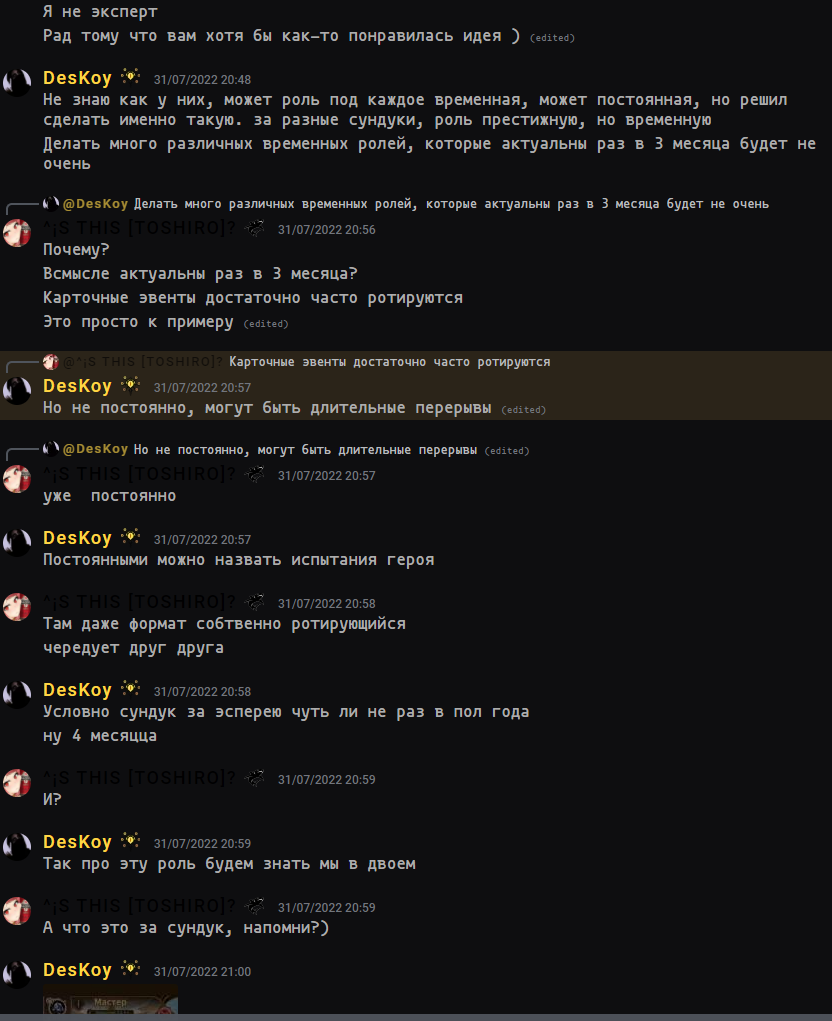 Я не эксперт
Рад тому что вам хотя бы как-то понравилась идея ) (edited)
DesKoy 31/07/2022 20:48
Не знаю как у них, может роль под каждое временная, может постоянная, но решил
сделать именно такую. за разные сундуки, роль престижную, но временную
Делать много различных временных ролей, которые актуальны раз в 3 месяца будет не
очень
@DesKoy Делать много различных временных ролей, которые актуальны раз в 3 месяца будет не очень
^¡S THIS [TOSHIRO]? 31/07/2022 20:56
Почему?
Всмысле актуальны раз в 3 месяца?
Карточные эвенты достаточно часто ротируются
Это просто к примеру (edited)
@^¡S THIS [TOSHIRO]? Карточные эвенты достаточно часто ротируются
DesKoy 31/07/2022 20:57
Но не постоянно, могут быть длительные перерывы (edited)
@DesKoy Но не постоянно, могут быть длительные перерывы (edited)
^¡S THIS [TOSHIRO]? 31/07/2022 20:57
уже  постоянно
DesKoy 31/07/2022 20:57
Постоянными можно назвать испытания героя
^¡S THIS [TOSHIRO]? 31/07/2022 20:58
Там даже формат собтвенно ротирующийся
чередует друг друга
DesKoy 31/07/2022 20:58
Условно сундук за эсперею чуть ли не раз в пол года
ну 4 месяцца
^¡S THIS [TOSHIRO]? 31/07/2022 20:59
И?
DesKoy 31/07/2022 20:59
Так про эту роль будем знать мы в двоем
^¡S THIS [TOSHIRO]? 31/07/2022 20:59
А что это за сундук, напомни?)
DesKoy 31/07/2022 21:00
Мастер